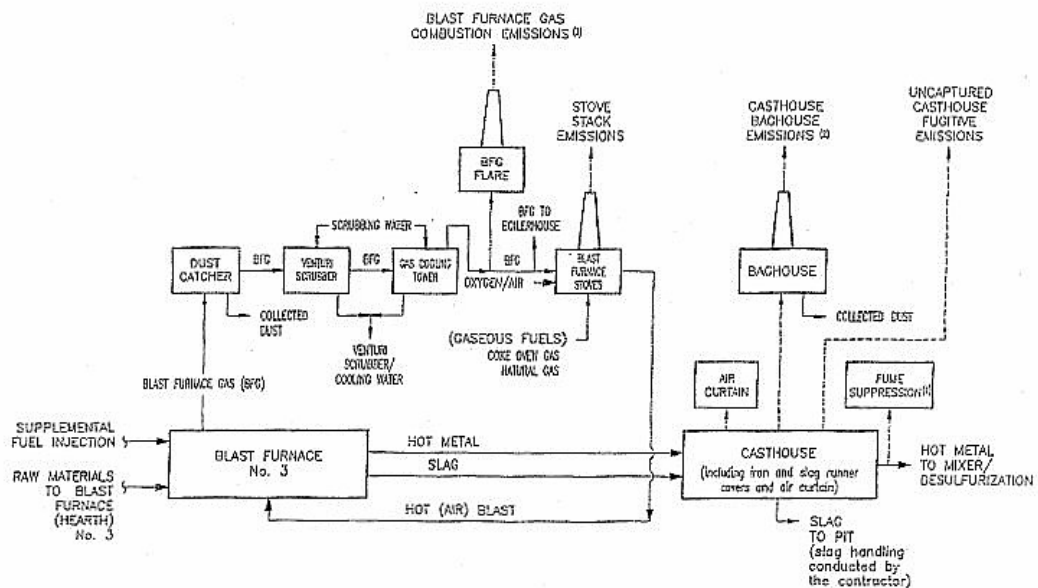 BLAST FURNACE GAS
COMBUSTION EMISSIONS (3)
STOVE
STACK
EMISSIONS
CASTHOUSE
BAGHOUSE
EMISSIONS (2)
UNCAPTURED
CASTHOUSE
FUGITIVE
EMISSIONS
BFG
FLARE
SCRUBBING WATER
BFG TO
BOILERHOUSE
DUST
CATCHER
BFG
VENTURI
SCRUBBER
BFG
GAS COOLING
TOWER
BFG
OXYGEN/AIR
BLAST
FURNACE
STOVES
BAGHOUSE
COLLECTED
DUST
COLLECTED DUST
VENTURI
SCRUBBER/
COOLING WATER
(GASEOUS FUELS)
COKE OVEN GAS
NATURAL GAS
BLAST FURNACE GAS (BFG)
AIR
CURTAIN
FUME
SUPPRESSION
SUPPLEMENTAL
FUEL INJECTION
RAW MATERIALS
TO BLAST
FURNACE
(HEARTH)
No. 3
BLAST FURNACE
No. 3
HOT METAL
SLAG
HOT (AIR) BLAST
CASTHOUSE
(including iron and slag runner
covers and air curtain)
HOT METAL
TO MIXER/
DESULFURIZATION
SLAG
TO PIT
(slag handling
conducted by
the contractor)